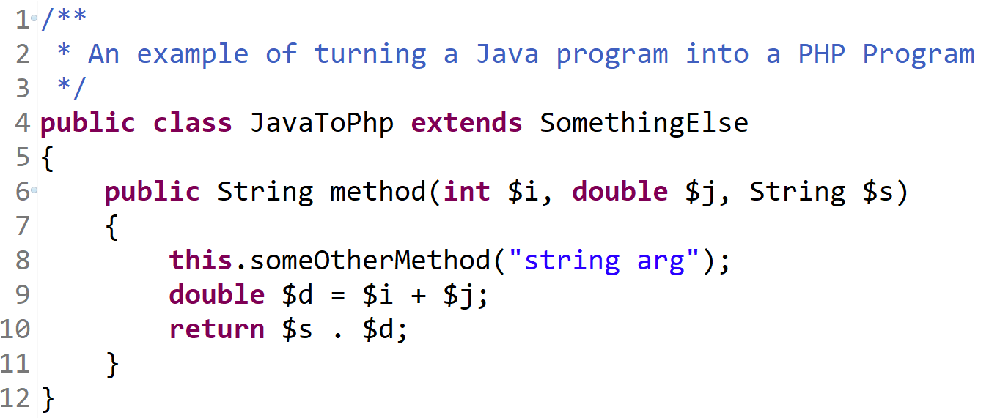 1 /**
2  * An example of turning a Java program into a PHP Program
3  */
4 public class JavaToPhp extends SomethingElse
5 {
6     public String method(int $i, double $j, String $s)
7     {
8         this.someOtherMethod("string arg");
9         double $d = $i + $j;
10         return $s . $d;
11     }
12 }